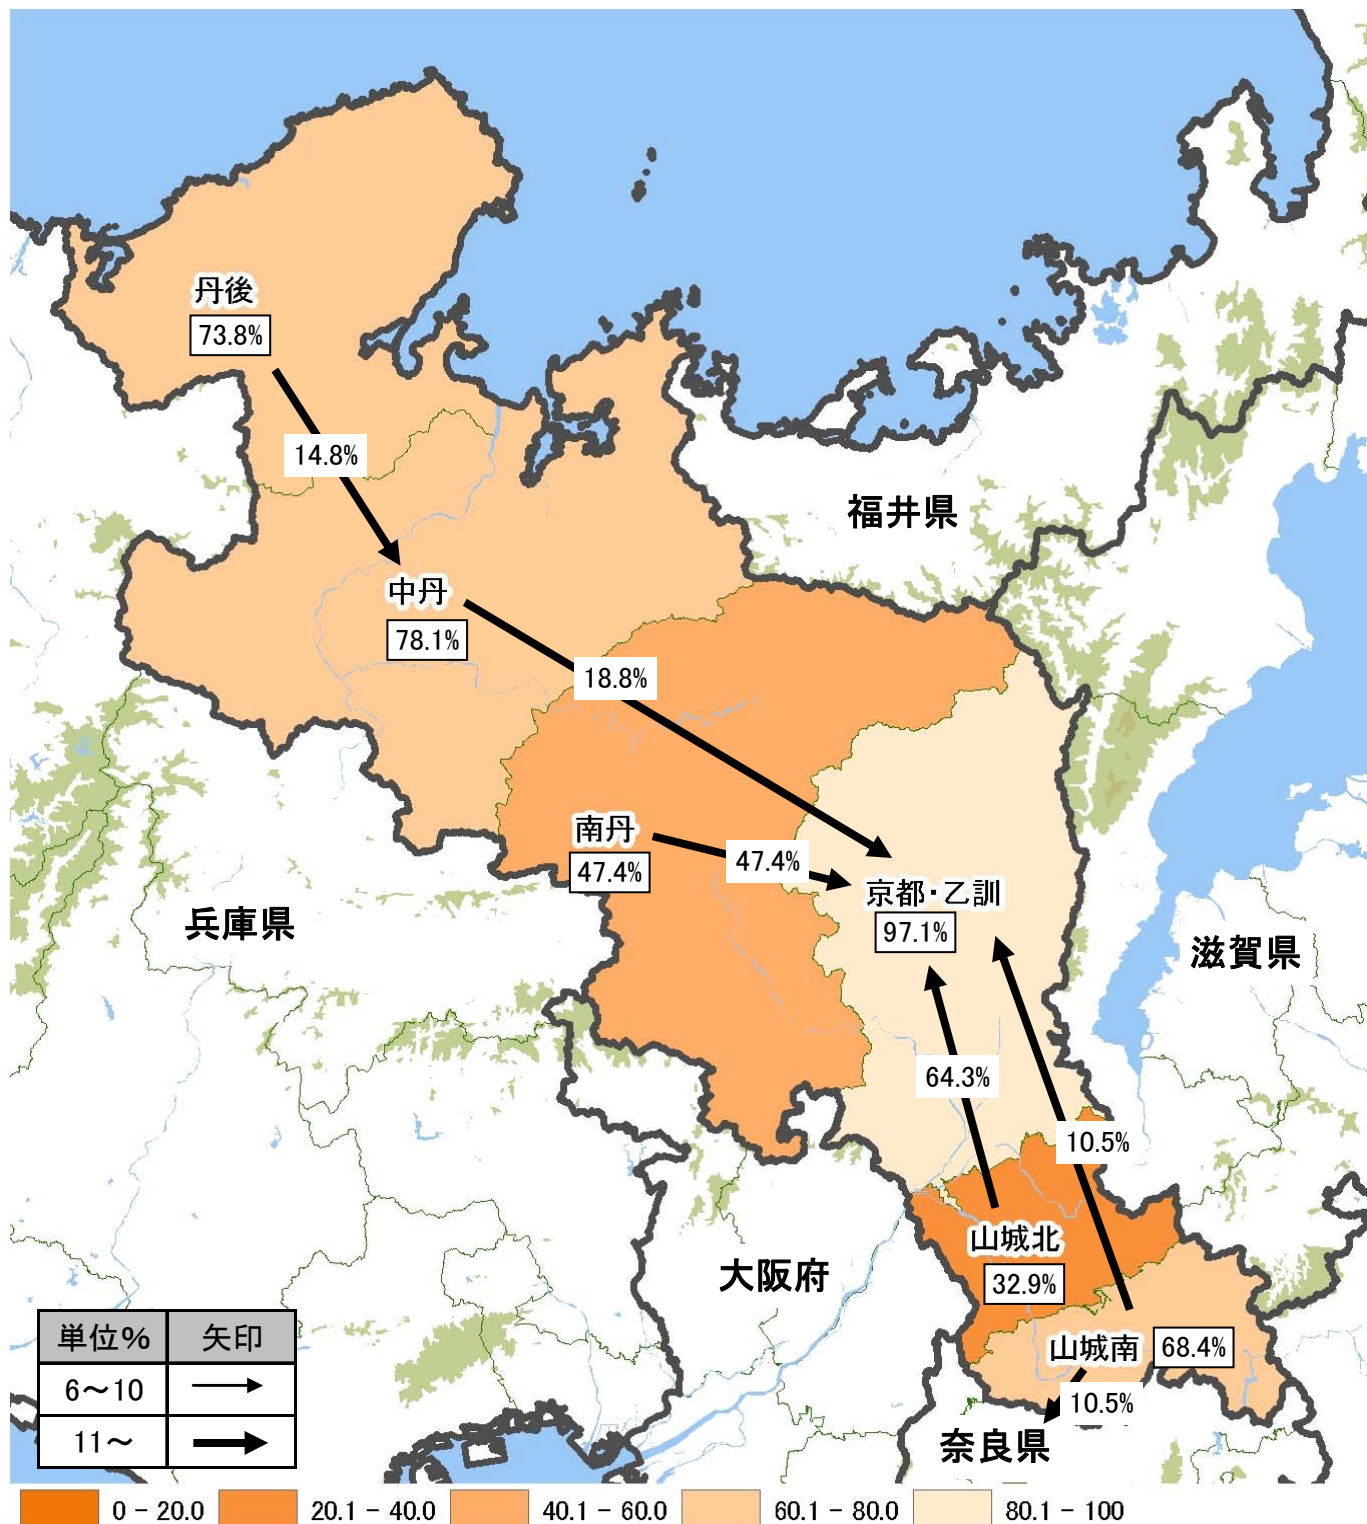 丹後
73.8%
14.8%
福井県
中丹
78.1%
18.8%
南丹
47.4%
47.4%
京都・乙訓
97.1%
兵庫県
滋賀県
64.3%
10.5%
山城北
32.9%
大阪府
山城南
68.4%
10.5%
奈良県
単位% 矢印
6~10
11~
0 - 20.0 20.1 - 40.0 40.1 - 60.0 60.1 - 80.0 80.1 - 100